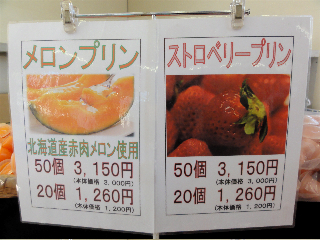 メロンプリン
北海道産赤肉メロン使用
50個 3,150円
(本体価格 3,000円)
20個 1,260円
(本体価格 1,200円)
ストロベリープリン
50個 3,150円
(本体価格 3,000円)
20個 1,260円
(本体価格 1,200円)